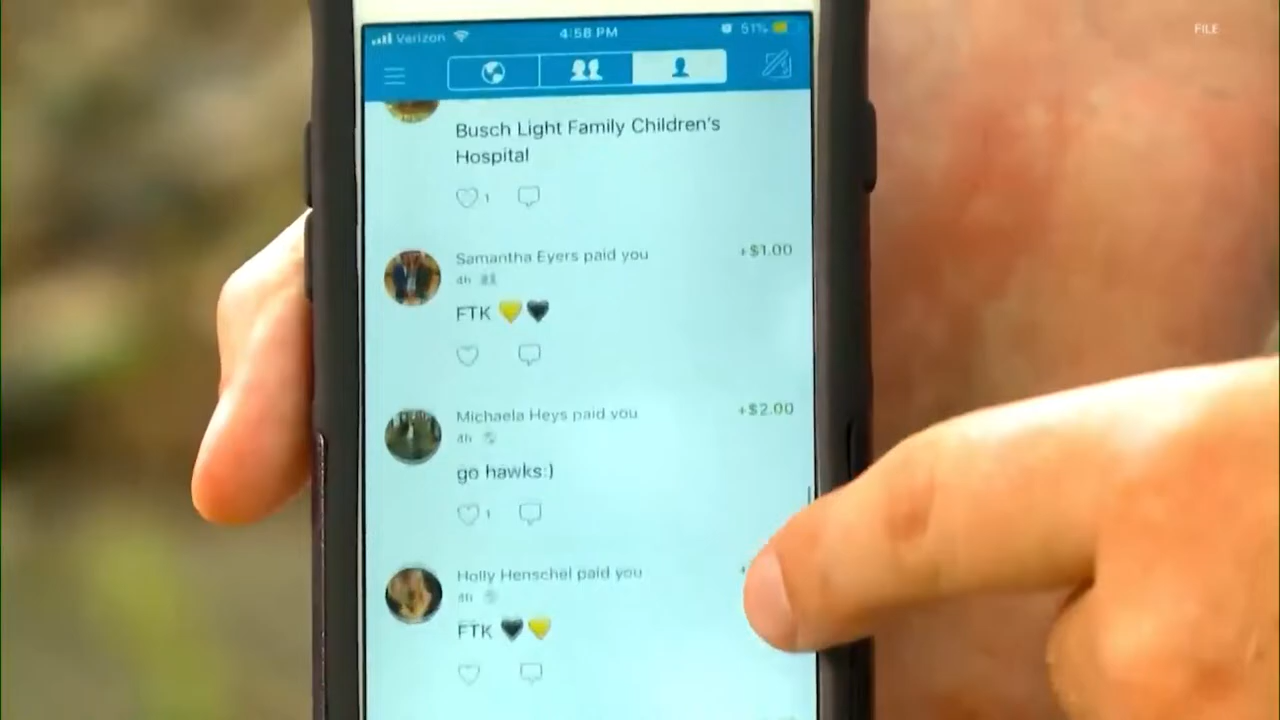 FILE
Verizon 4:58 PM 51%
Busch Light Family Children's
Hospital
1
Samantha Eyers paid you +$1.00
4h
FTK 💛🖤
Michaela Heys paid you +$2.00
4h
go hawks:)
1
Holly Henschel paid you +
4h
FTK 🖤💛